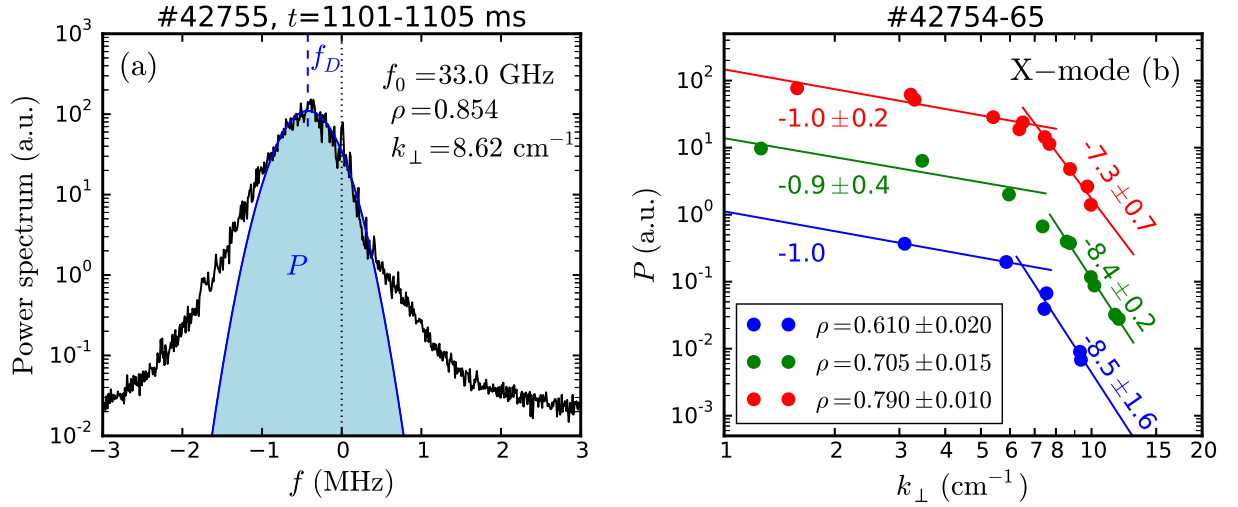 #42755, t=1101-1105 ms
(a)
f_D
f_0=33.0 GHz
ρ=0.854
k_⊥=8.62 cm^{-1}
P
Power spectrum (a.u.)
10^3
10^2
10^1
10^0
10^{-1}
10^{-2}
−3 −2 −1 0 1 2 3
f (MHz)
#42754-65
X−mode (b)
-1.0±0.2
-7.3±0.7
-0.9±0.4
-8.4±0.2
-1.0
-8.5±1.6
ρ=0.610±0.020
ρ=0.705±0.015
ρ=0.790±0.010
P (a.u.)
10^2
10^1
10^0
10^{-1}
10^{-2}
10^{-3}
1 2 3 4 5 6 7 8 10 15 20
k_⊥ (cm^{-1})